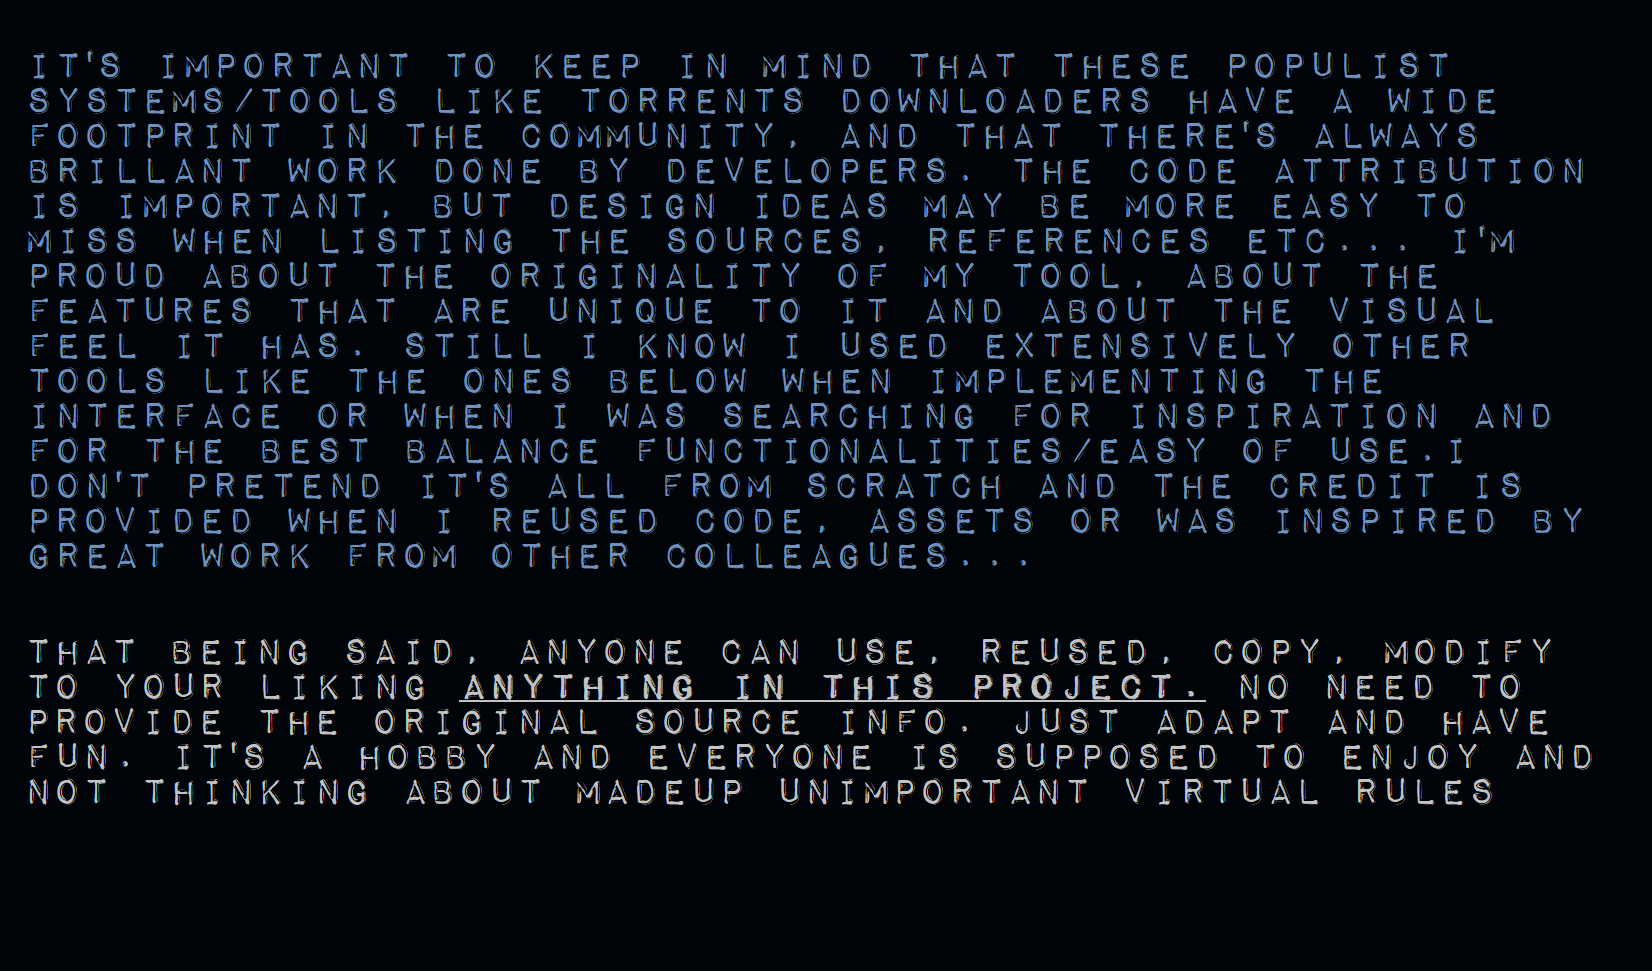 IT'S IMPORTANT TO KEEP IN MIND THAT THESE POPULIST
SYSTEMS/TOOLS LIKE TORRENTS DOWNLOADERS HAVE A WIDE
FOOTPRINT IN THE COMMUNITY, AND THAT THERE'S ALWAYS
BRILLANT WORK DONE BY DEVELOPERS. THE CODE ATTRIBUTION
IS IMPORTANT, BUT DESIGN IDEAS MAY BE MORE EASY TO
MISS WHEN LISTING THE SOURCES, REFERENCES ETC... I'M
PROUD ABOUT THE ORIGINALITY OF MY TOOL, ABOUT THE
FEATURES THAT ARE UNIQUE TO IT AND ABOUT THE VISUAL
FEEL IT HAS. STILL I KNOW I USED EXTENSIVELY OTHER
TOOLS LIKE THE ONES BELOW WHEN IMPLEMENTING THE
INTERFACE OR WHEN I WAS SEARCHING FOR INSPIRATION AND
FOR THE BEST BALANCE FUNCTIONALITIES/EASY OF USE.I
DON'T PRETEND IT'S ALL FROM SCRATCH AND THE CREDIT IS
PROVIDED WHEN I REUSED CODE, ASSETS OR WAS INSPIRED BY
GREAT WORK FROM OTHER COLLEAGUES...
THAT BEING SAID, ANYONE CAN USE, REUSED, COPY, MODIFY
TO YOUR LIKING ANYTHING IN THIS PROJECT. NO NEED TO
PROVIDE THE ORIGINAL SOURCE INFO. JUST ADAPT AND HAVE
FUN. IT'S A HOBBY AND EVERYONE IS SUPPOSED TO ENJOY AND
NOT THINKING ABOUT MADEUP UNIMPORTANT VIRTUAL RULES